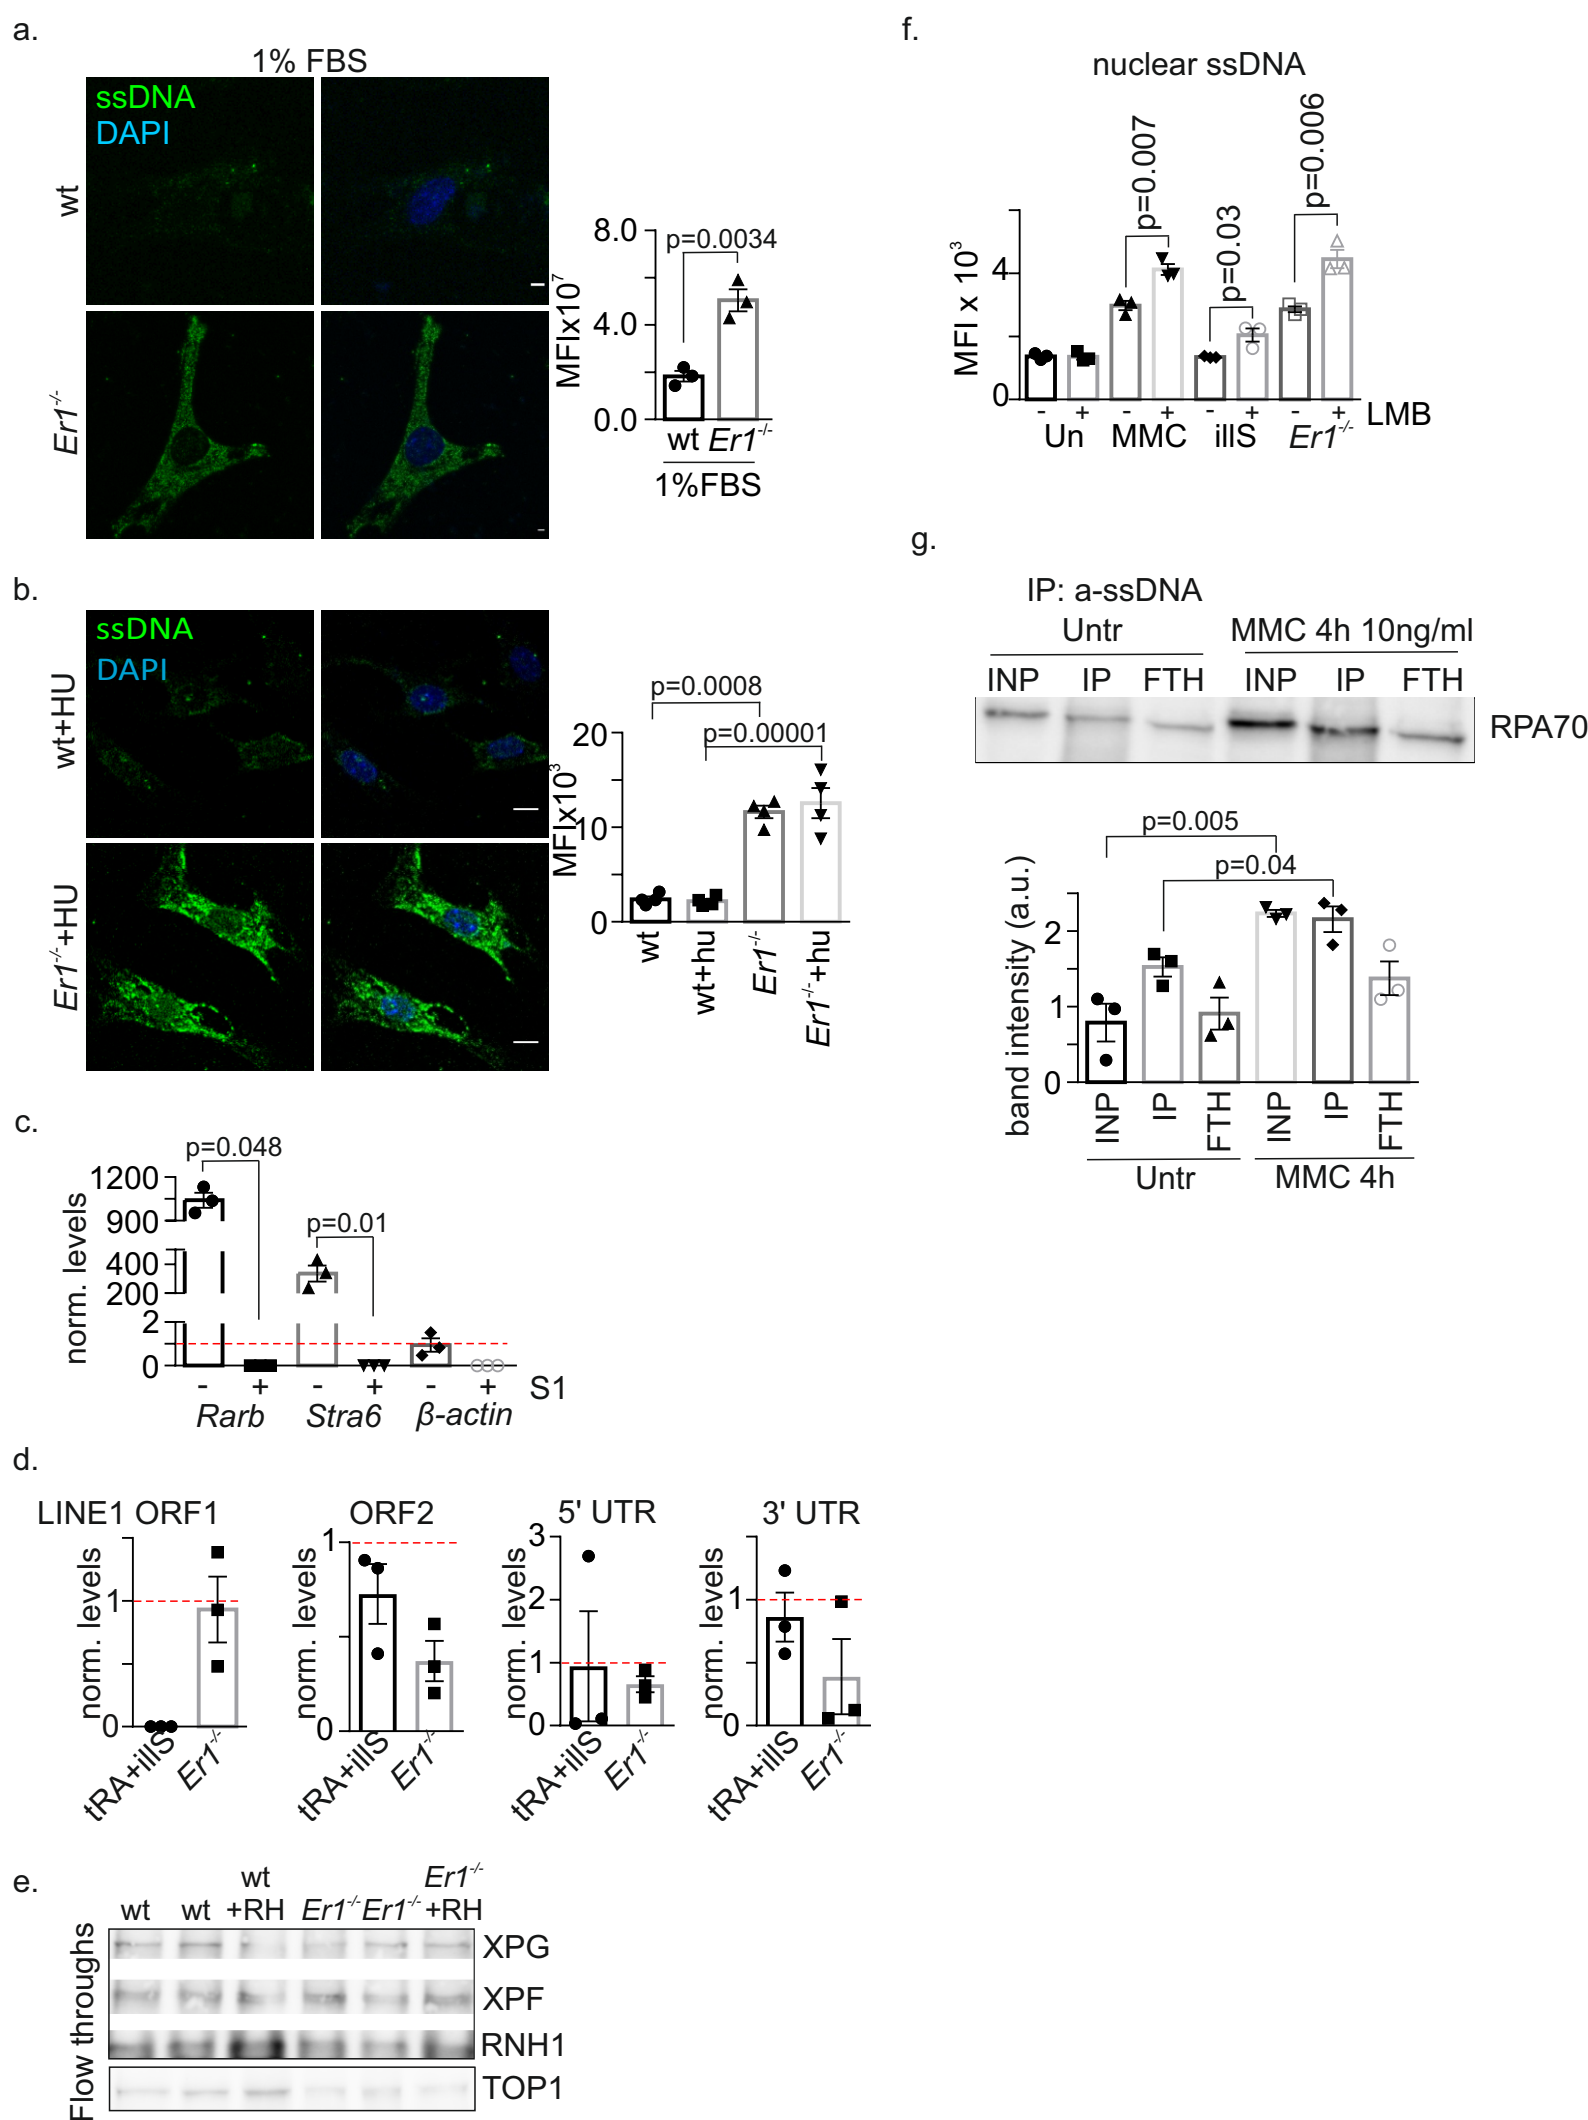 a.
1% FBS
ssDNA
DAPI
wt
Er1-/-
8.0
4.0
0.0
MFIx10^7
p=0.0034
wt Er1-/-
1%FBS
b.
ssDNA
DAPI
wt+HU
Er1-/-+HU
20
10
0
MFIx10^3
p=0.0008
p=0.00001
wt
wt+hu
Er1-/-
Er1-/-+hu
c.
p=0.048
p=0.01
norm. levels
1200
900
400
200
2
0
- + - + - + S1
Rarb Stra6 β-actin
d.
LINE1 ORF1
norm. levels
1
0
tRA+illS
Er1-/-
ORF2
norm. levels
1
0
tRA+illS
Er1-/-
5' UTR
norm. levels
3
2
1
0
tRA+illS
Er1-/-
3' UTR
norm. levels
1
0
tRA+illS
Er1-/-
e.
wt wt wt +RH Er1-/- Er1-/- Er1-/- +RH
Flow throughs
XPG
XPF
RNH1
TOP1
f.
nuclear ssDNA
p=0.007
p=0.03
p=0.006
MFI x 10^3
4
0
- + - + - + - + LMB
Un MMC illS Er1-/-
g.
IP: a-ssDNA
Untr MMC 4h 10ng/ml
INP IP FTH INP IP FTH
RPA70
p=0.005
p=0.04
band intensity (a.u.)
2
1
0
INP IP FTH INP IP FTH
Untr MMC 4h